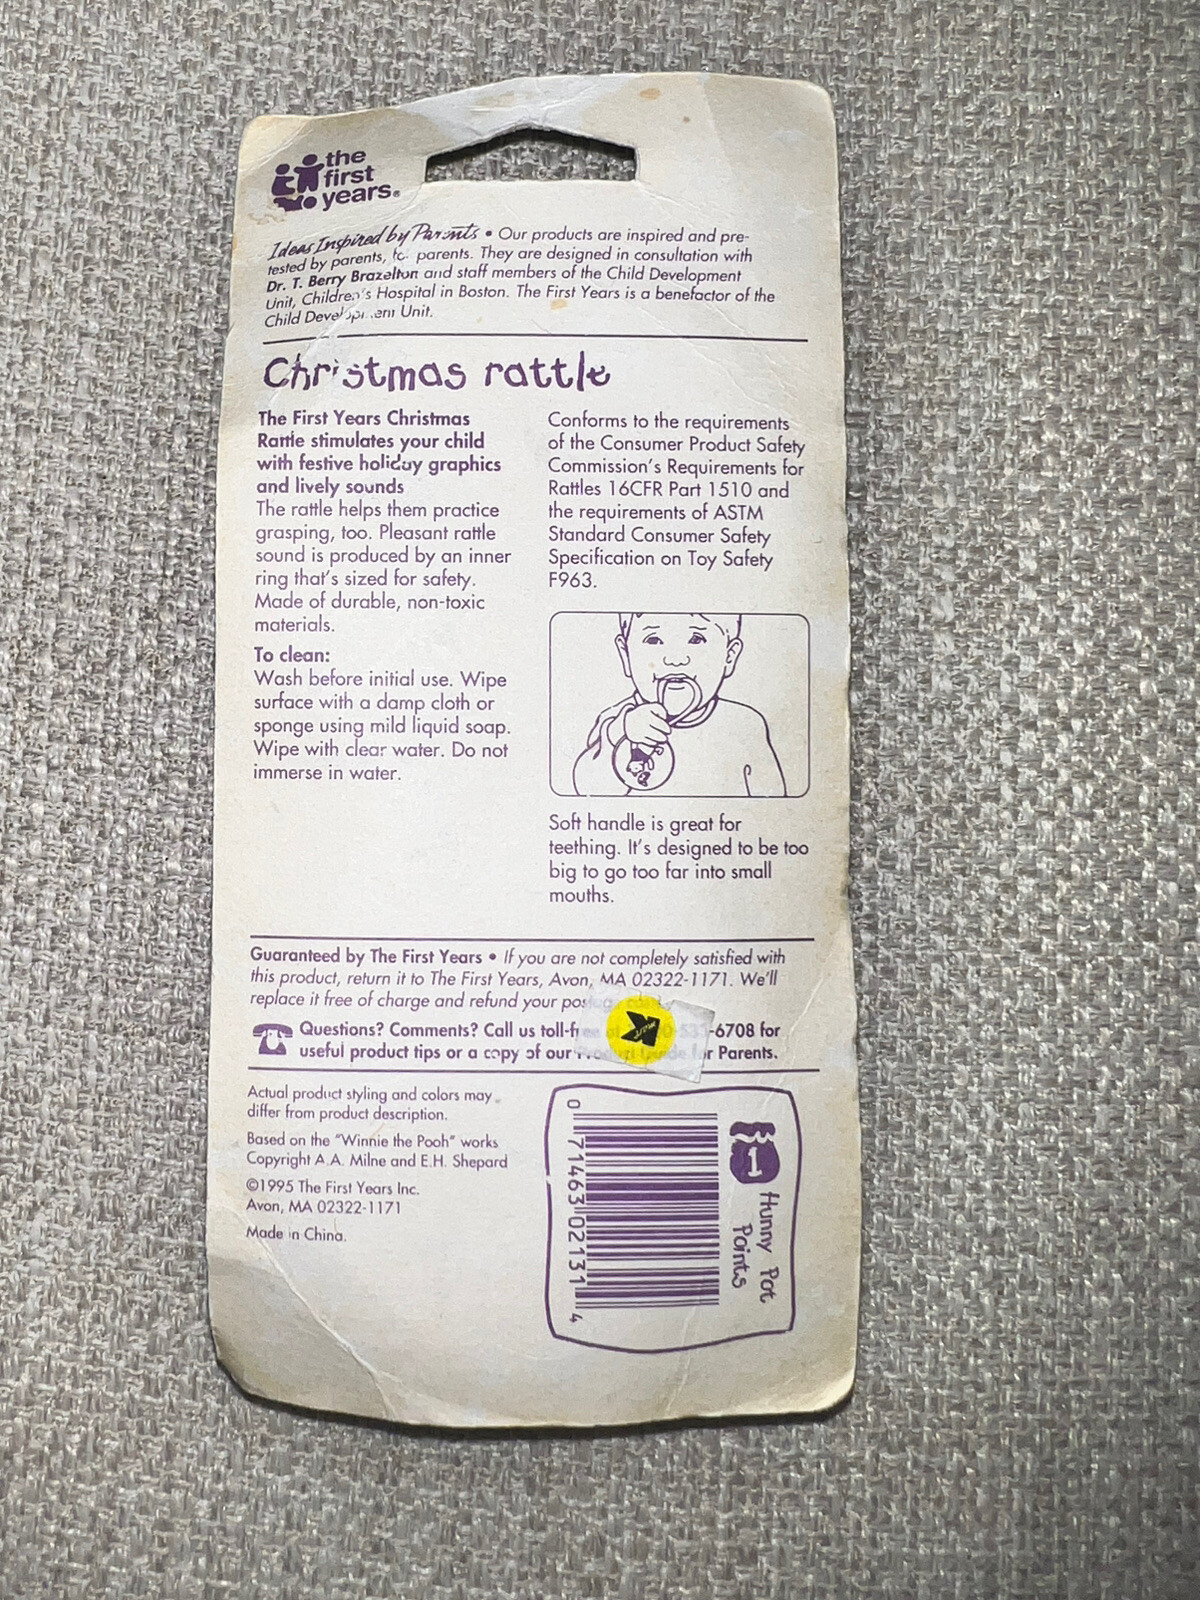 the
first
years®
Ideas Inspired by Parents • Our products are inspired and pre-
tested by parents, parents. They are designed in consultation with
Dr. T. Berry Brazelton and staff members of the Child Development
Unit, Children's Hospital in Boston. The First Years is a benefactor of the
Child Development Unit.
Christmas rattle
The First Years Christmas
Rattle stimulates your child
with festive holiday graphics
and lively sounds
The rattle helps them practice
grasping, too. Pleasant rattle
sound is produced by an inner
ring that's sized for safety.
Made of durable, non-toxic
materials.
To clean:
Wash before initial use. Wipe
surface with a damp cloth or
sponge using mild liquid soap.
Wipe with clear water. Do not
immerse in water.
Conforms to the requirements
of the Consumer Product Safety
Commission's Requirements for
Rattles 16CFR Part 1510 and
the requirements of ASTM
Standard Consumer Safety
Specification on Toy Safety
F963.
Soft handle is great for
teething. It's designed to be too
big to go too far into small
mouths.
Guaranteed by The First Years • If you are not completely satisfied with
this product, return it to The First Years, Avon, MA 02322-1171. We'll
replace it free of charge and refund your
Questions? Comments? Call us toll-free at -6708 for
useful product tips or a copy of our Product Guide for Parents.
Actual product styling and colors may
differ from product description.
Based on the "Winnie the Pooh" works
Copyright A.A. Milne and E.H. Shepard
©1995 The First Years Inc.
Avon, MA 02322-1171
Made in China.
1
Hunny Pot
Points
0 71463 02131 4